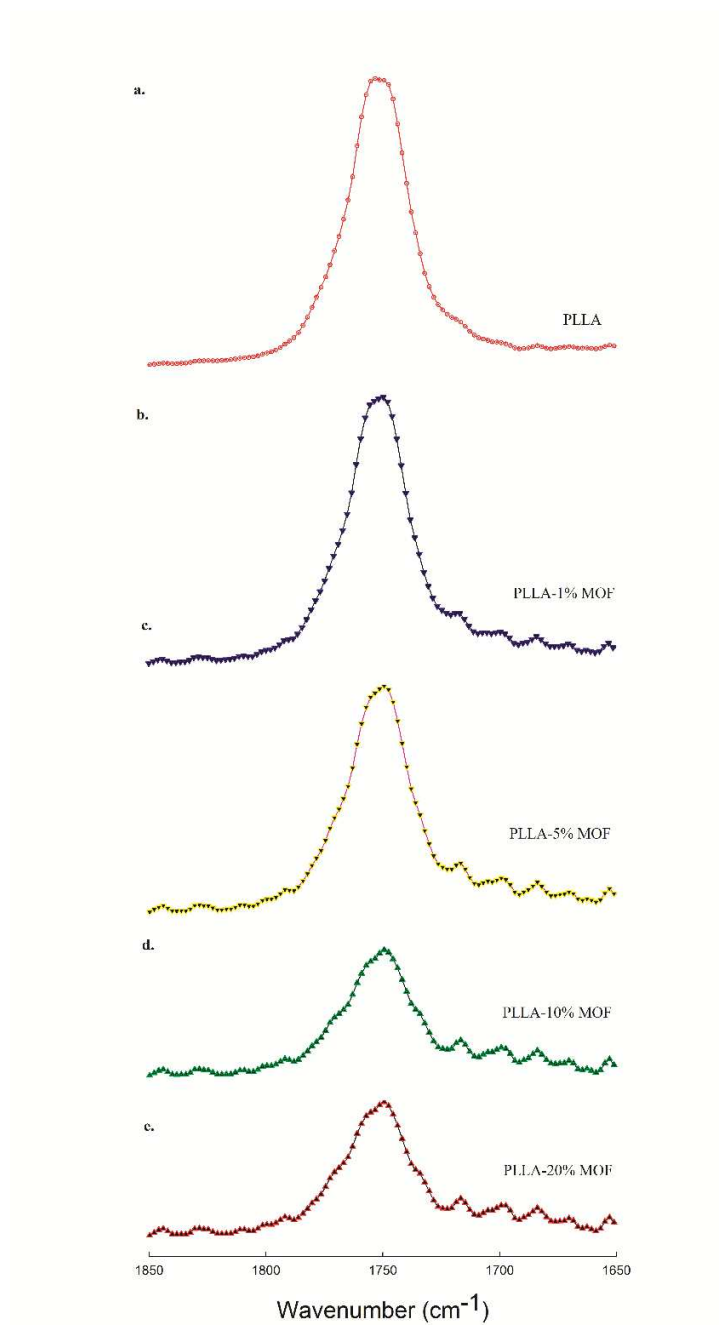 a.
PLLA
b.
PLLA-1% MOF
c.
PLLA-5% MOF
d.
PLLA-10% MOF
e.
PLLA-20% MOF
1850 1800 1750 1700 1650
Wavenumber (cm-1)